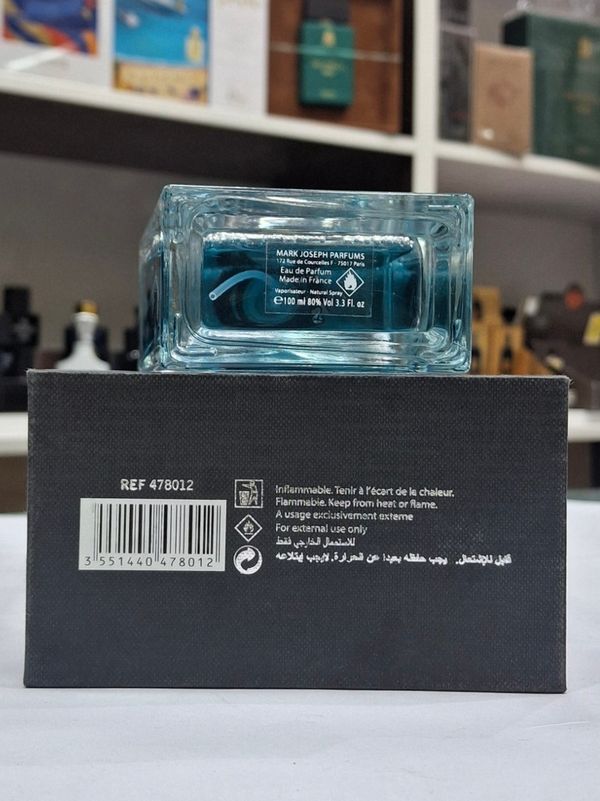 MARK JOSEPH PARFUMS
172 Rue de Courcelles F - 75017 Paris
Eau de Parfum
Made in France
Vaporisateur - Natural Spray
℮100 ml 80% Vol 3.3 Fl. oz
REF 478012
3 551440 478012
Inflammable. Tenir à l'écart de la chaleur.
Flammable. Keep from heat or flame.
A usage exclusivement externe
For external use only
للاستعمال الخارجي فقط
قابل للإشتعال. يجب حفظه بعيدا عن الحرارة. لايجب إبتلاعه